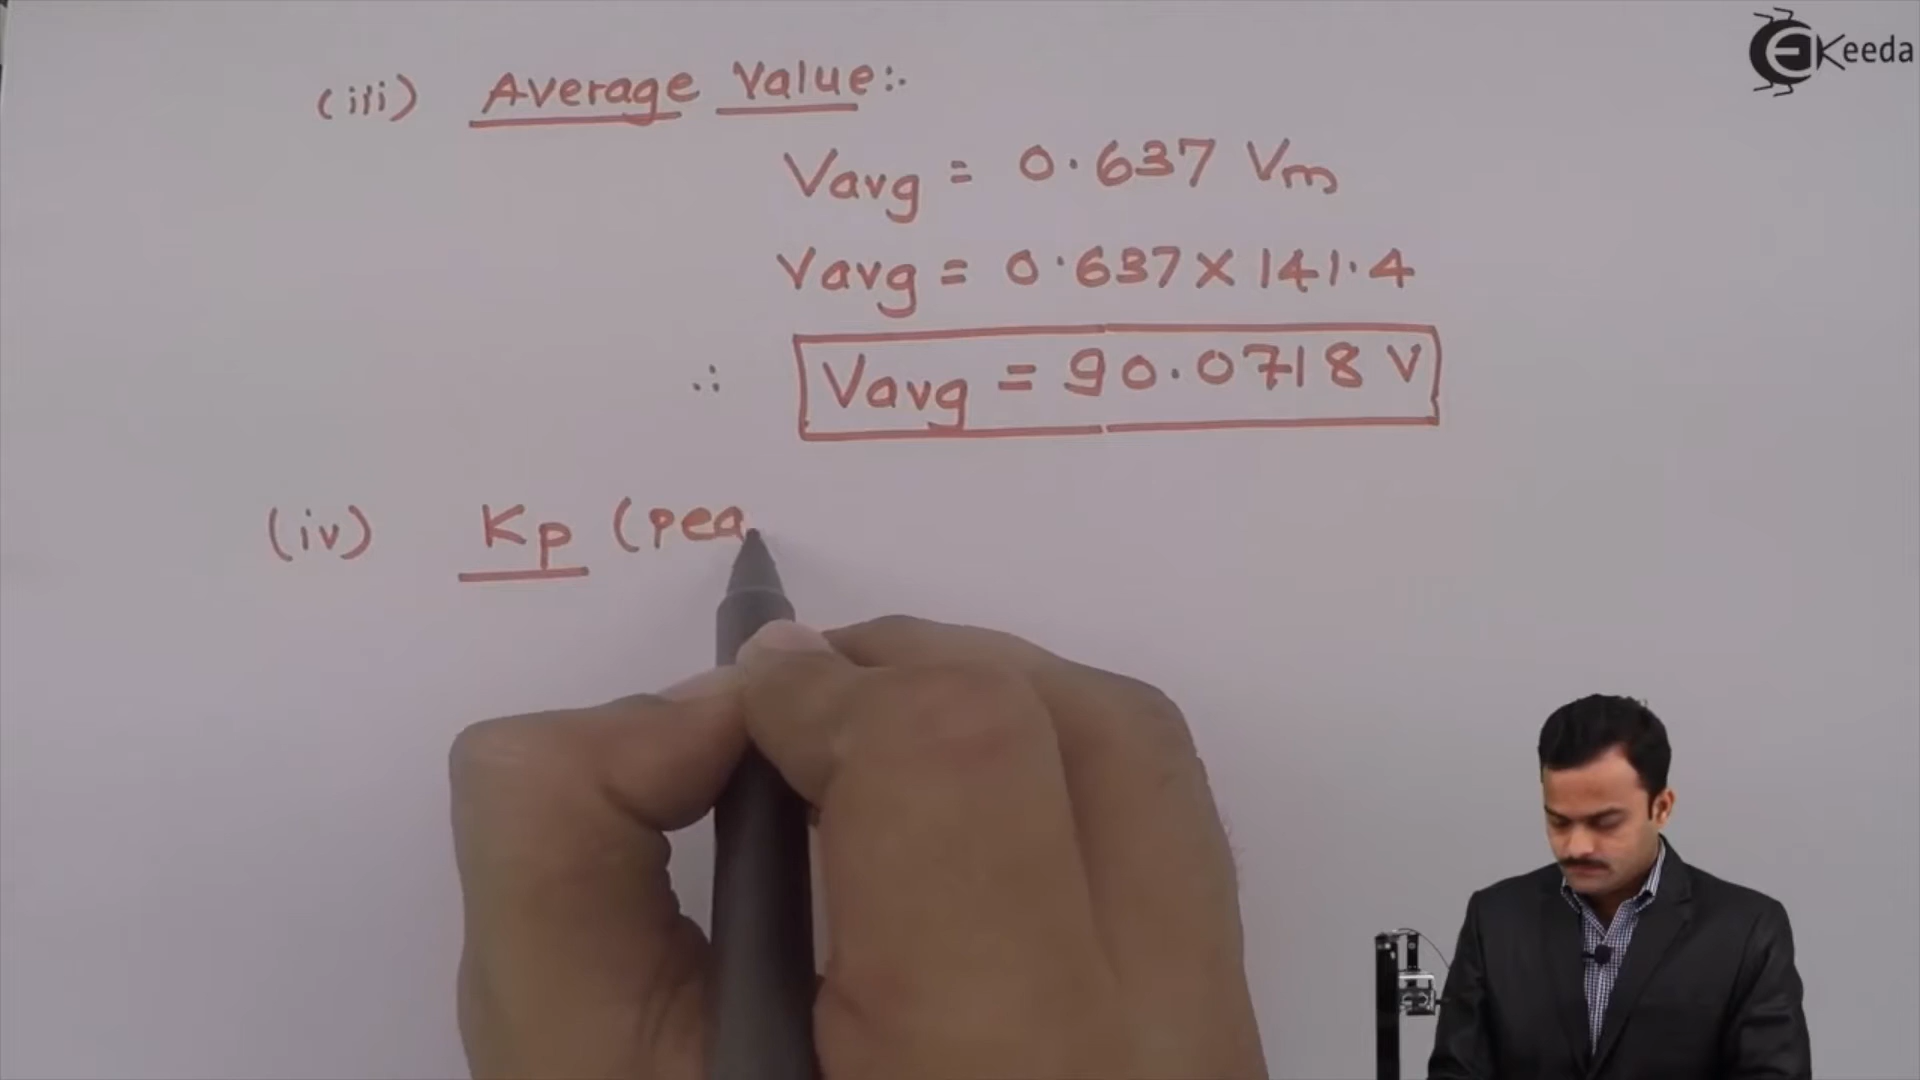 EKeeda
(iii) Average Value:-
Vavg = 0.637 Vm
Vavg = 0.637 X 141.4
∴ Vavg = 90.0718 V
(iv) Kp (pea